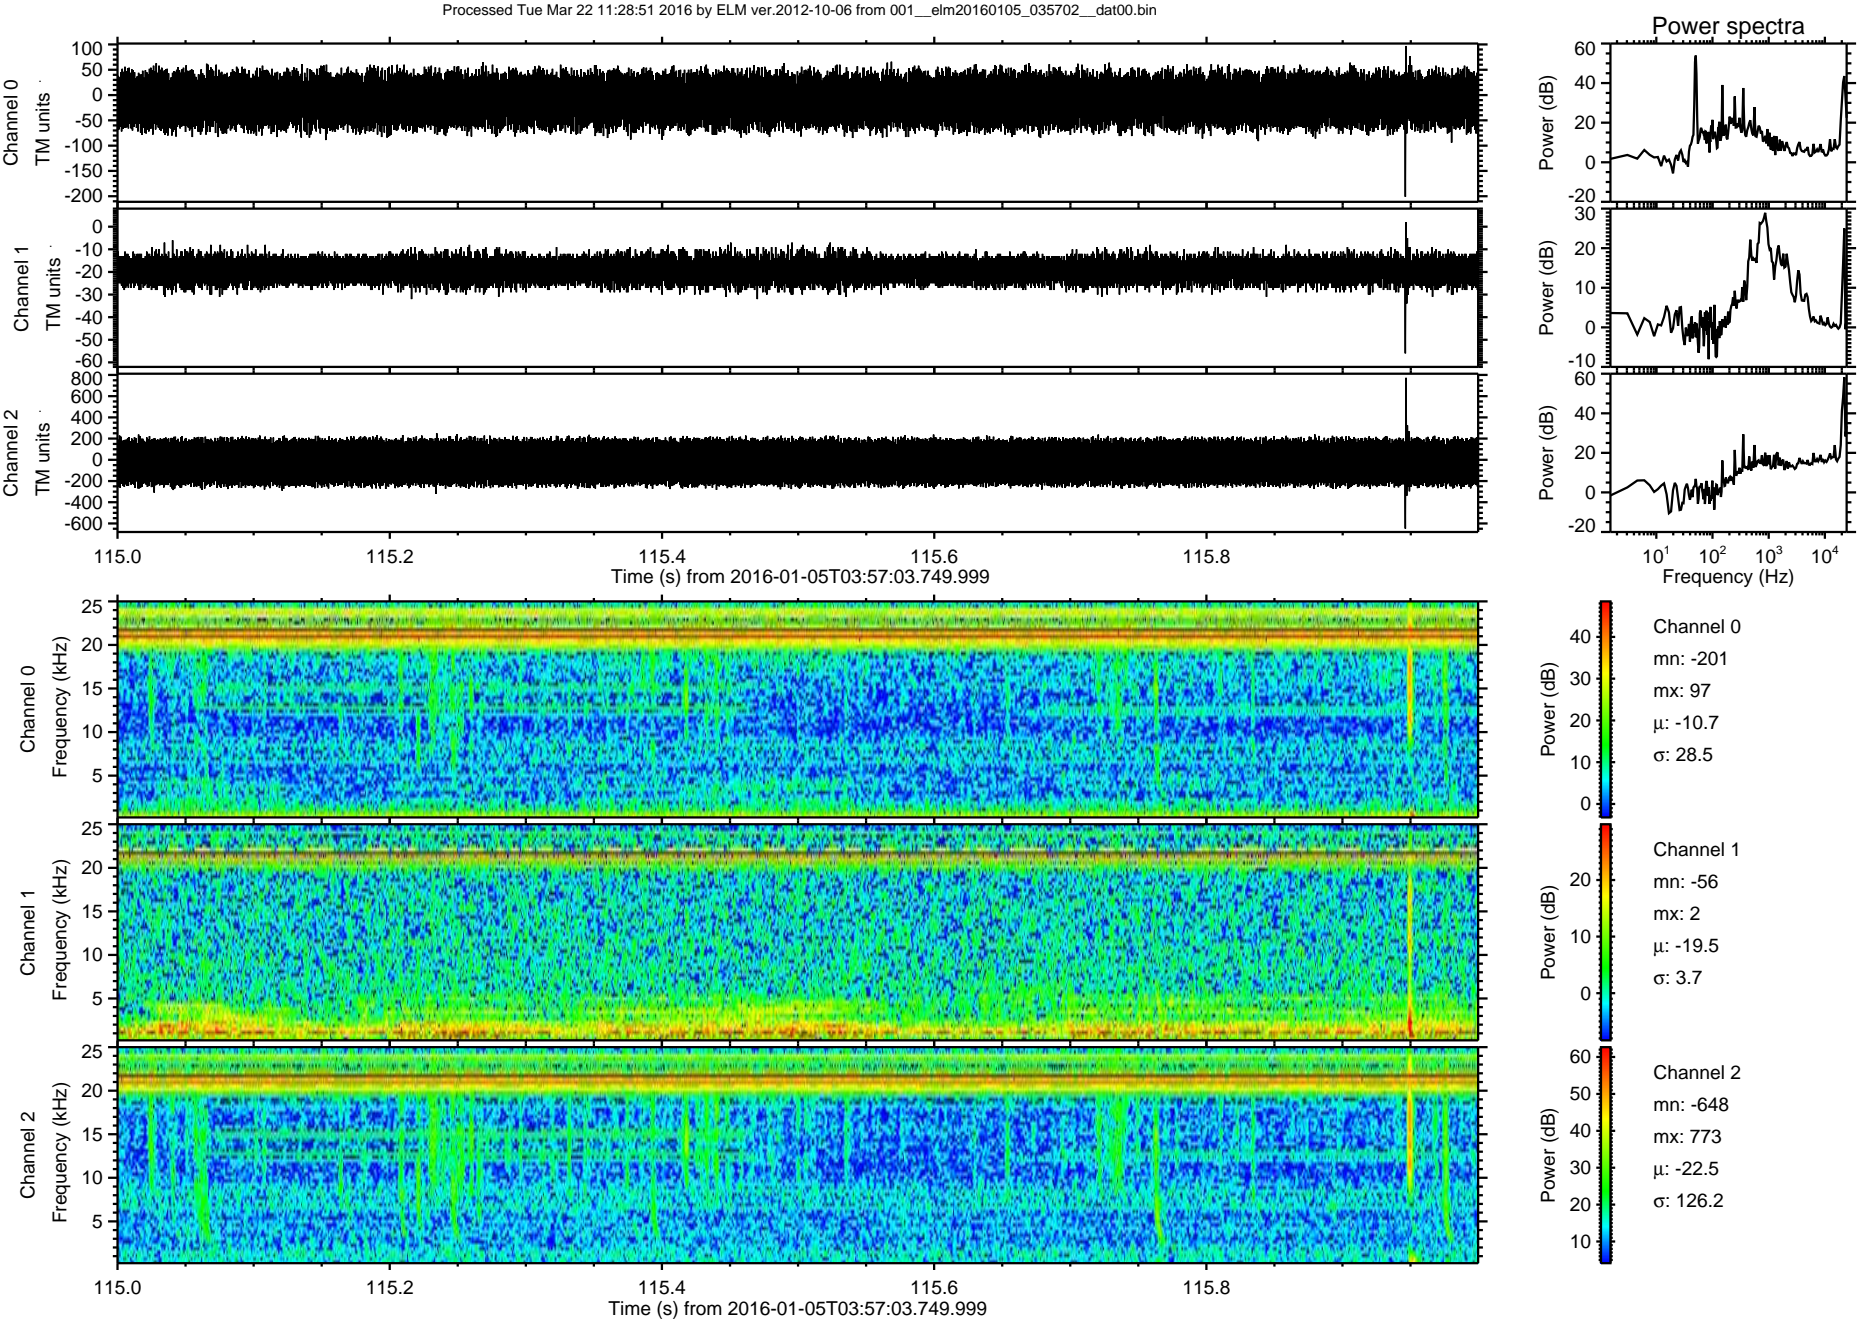 Processed Tue Mar 22 11:28:51 2016 by ELM ver.2012-10-06 from 001__elm20160105_035702__dat00.bin
Power spectra
Channel 0
TM units
100
50
0
-50
-100
-150
-200
Power (dB)
60
40
20
0
-20
Channel 1
TM units
0
-10
-20
-30
-40
-50
-60
Power (dB)
30
20
10
0
-10
Channel 2
TM units
800
600
400
200
0
-200
-400
-600
Power (dB)
60
40
20
0
-20
115.0 115.2 115.4 115.6 115.8
Time (s) from 2016-01-05T03:57:03.749.999
10¹ 10² 10³ 10⁴
Frequency (Hz)
Channel 0
Frequency (kHz)
25
20
15
10
5
Power (dB)
40
30
20
10
0
Channel 0
mn: -201
mx: 97
μ: -10.7
σ: 28.5
Channel 1
Frequency (kHz)
25
20
15
10
5
Power (dB)
20
10
0
Channel 1
mn: -56
mx: 2
μ: -19.5
σ: 3.7
Channel 2
Frequency (kHz)
25
20
15
10
5
Power (dB)
60
50
40
30
20
10
Channel 2
mn: -648
mx: 773
μ: -22.5
σ: 126.2
115.0 115.2 115.4 115.6 115.8
Time (s) from 2016-01-05T03:57:03.749.999